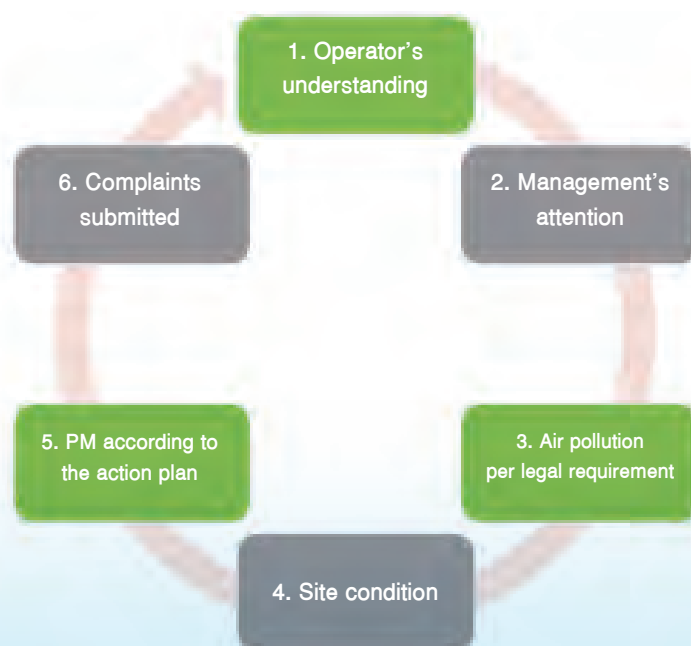 1. Operator's
understanding
2. Management's
attention
3. Air pollution
per legal requirement
4. Site condition
5. PM according to
the action plan
6. Complaints
submitted